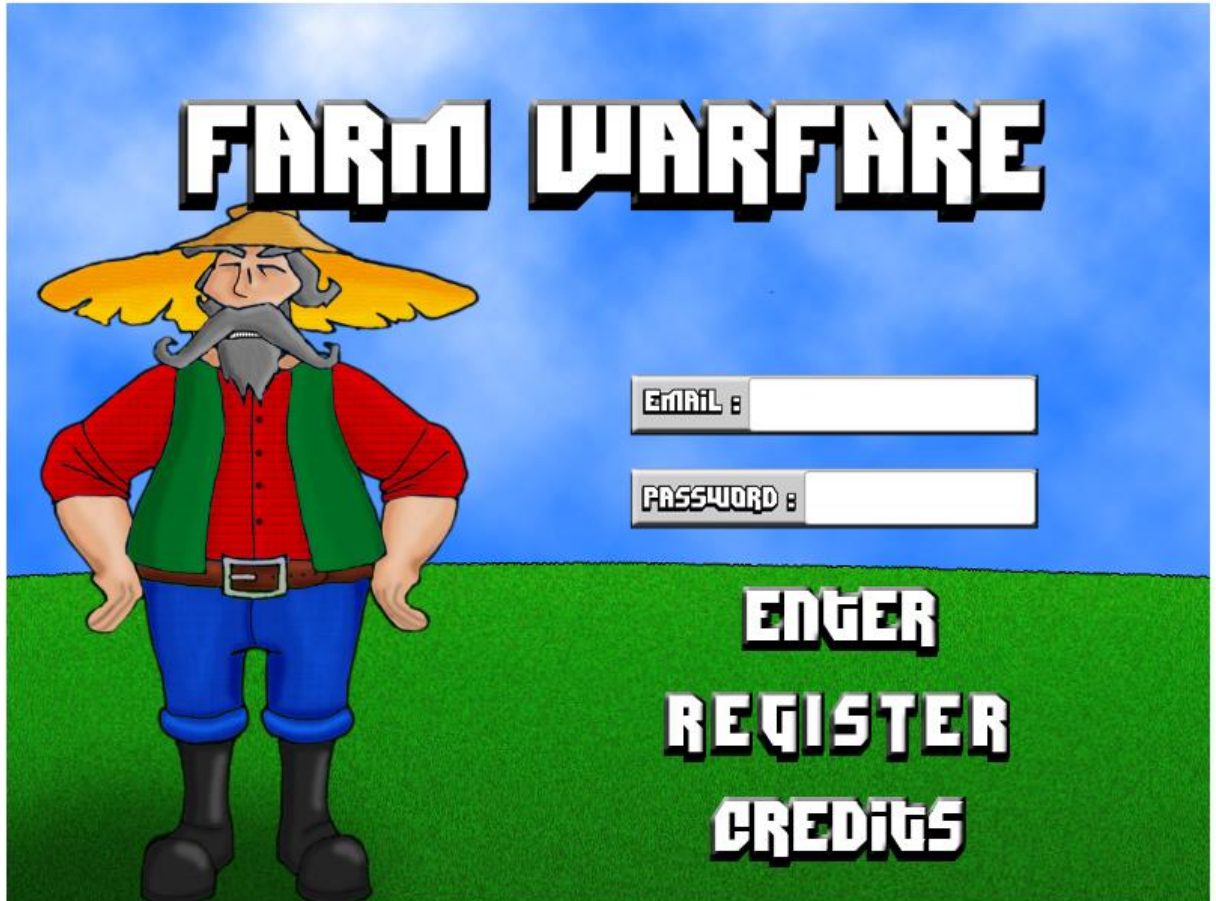 FARM WARFARE
EMAiL :
PASSWORD :
ENtER
REGISTER
CREDitS